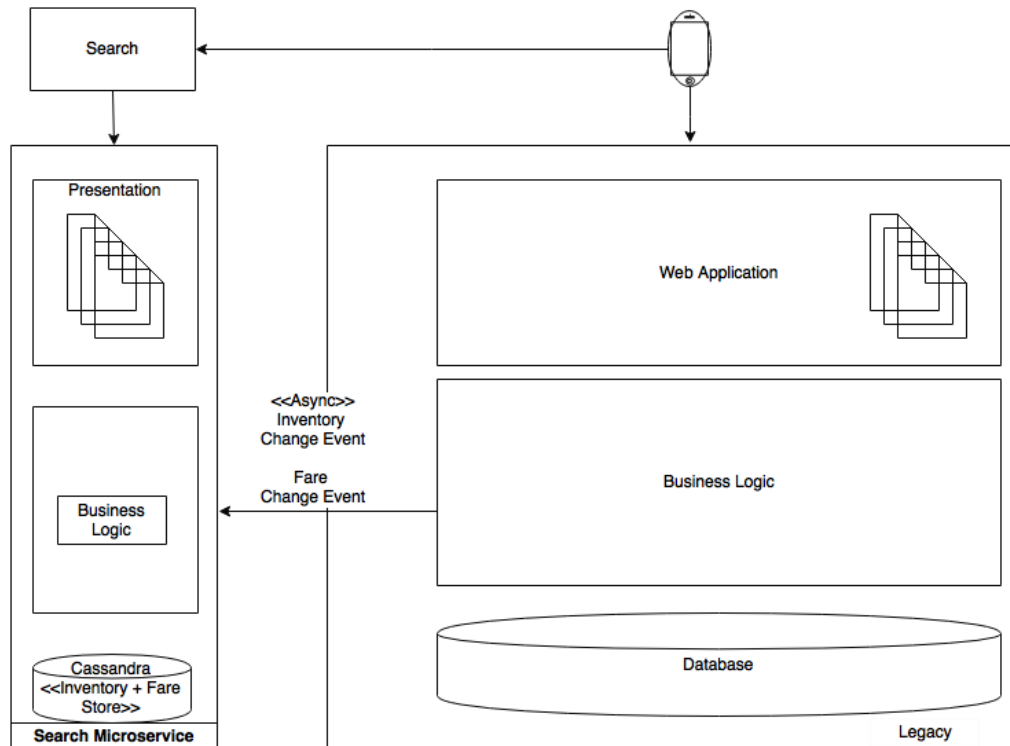 Search
Presentation
Web Application
<<Async>>
Inventory
Change Event
Fare
Change Event
Business Logic
Business
Logic
Cassandra
<<Inventory + Fare
Store>>
Database
Search Microservice
Legacy